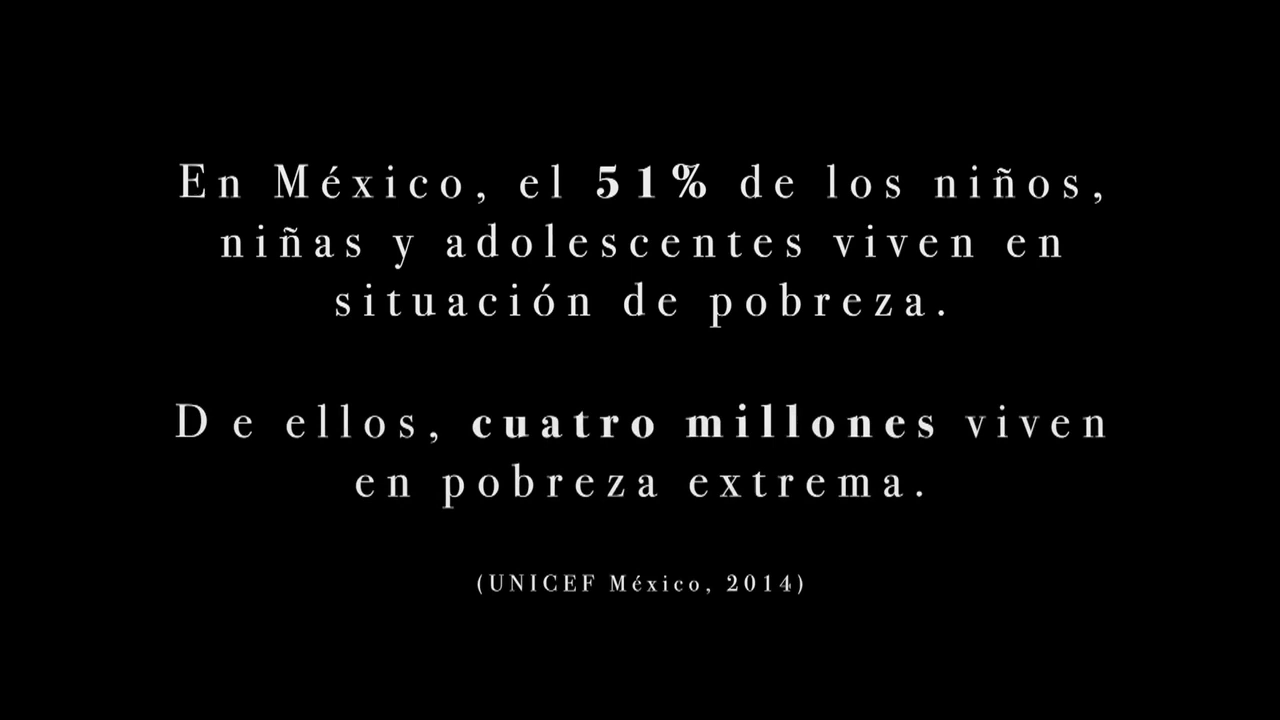 En México, el 51% de los niños,
niñas y adolescentes viven en
situación de pobreza.
De ellos, cuatro millones viven
en pobreza extrema.
(UNICEF México, 2014)